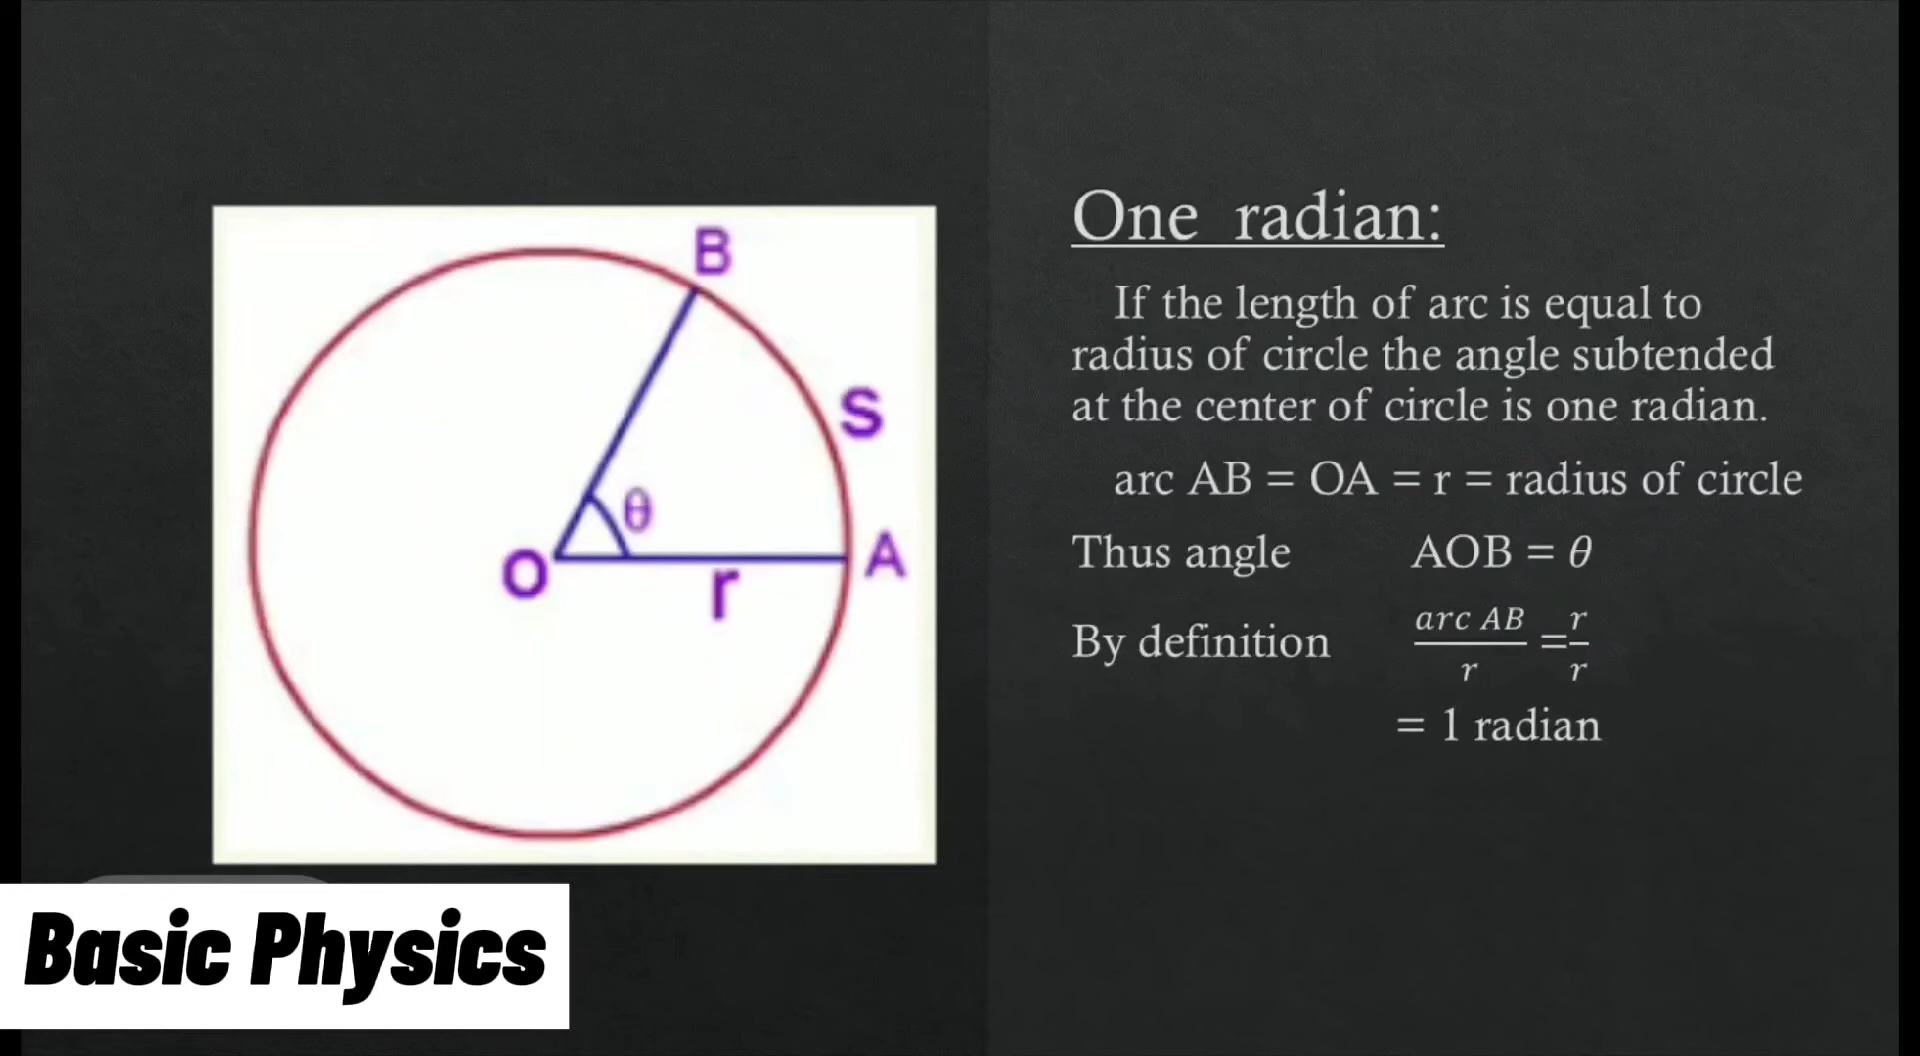 B
S
θ
O
A
r
One radian:
If the length of arc is equal to
radius of circle the angle subtended
at the center of circle is one radian.
arc AB = OA = r = radius of circle
Thus angle AOB = θ
By definition arc AB / r = r / r
= 1 radian
Basic Physics